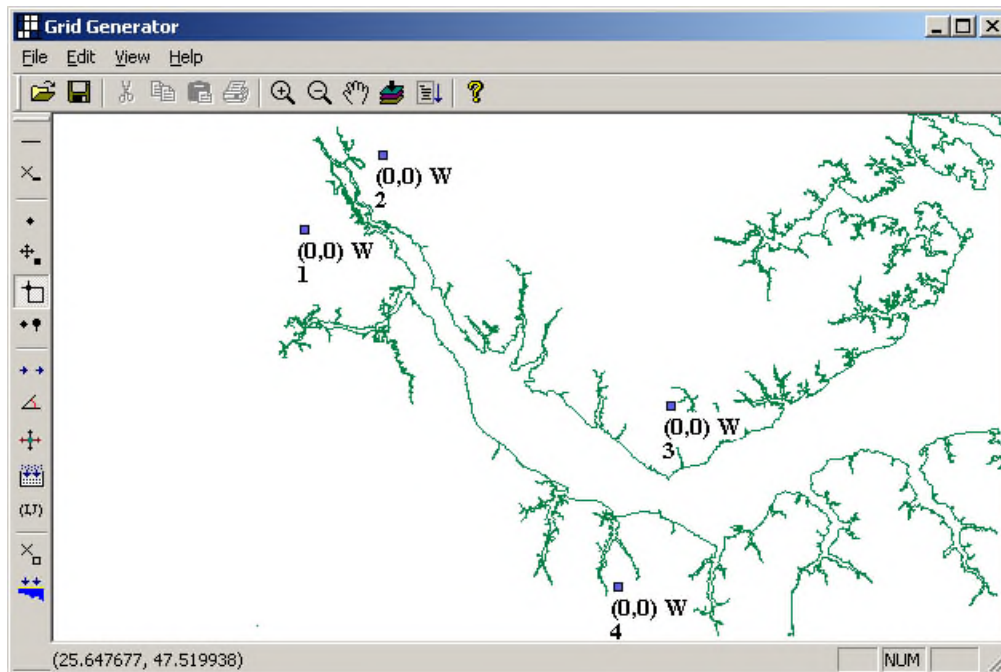 Grid Generator
File Edit View Help
(0,0) W
2
(0,0) W
1
(0,0) W
3
(0,0) W
4
(I,J)
(25.647677, 47.519938)
NUM